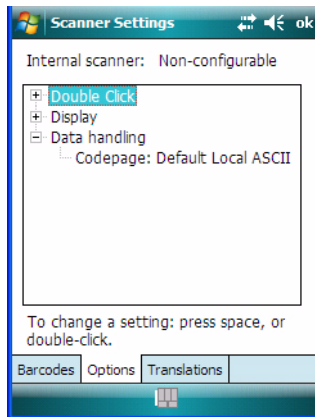 Scanner Settings ok
Internal scanner: Non-configurable
Double Click
Display
Data handling
Codepage: Default Local ASCII
To change a setting: press space, or
double-click.
Barcodes Options Translations